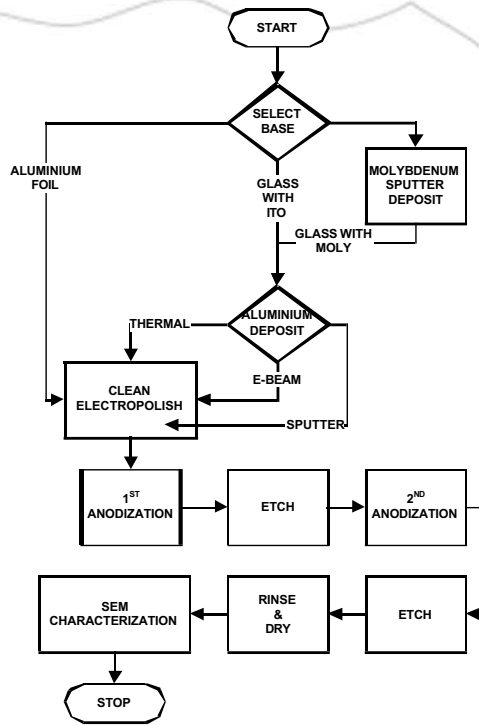 START
SELECT
BASE
ALUMINIUM
FOIL
GLASS
WITH
ITO
MOLYBDENUM
SPUTTER
DEPOSIT
GLASS WITH
MOLY
THERMAL
ALUMINIUM
DEPOSIT
E-BEAM
CLEAN
ELECTROPOLISH
SPUTTER
1ST
ANODIZATION
ETCH
2ND
ANODIZATION
SEM
CHARACTERIZATION
RINSE
&
DRY
ETCH
STOP